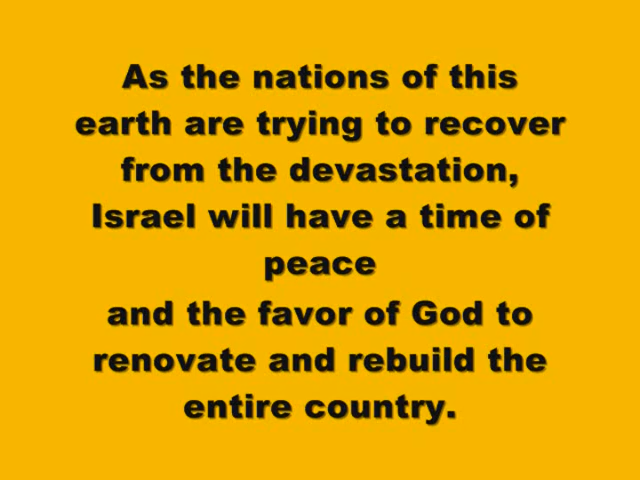 As the nations of this
earth are trying to recover
from the devastation,
Israel will have a time of
peace
and the favor of God to
renovate and rebuild the
entire country.